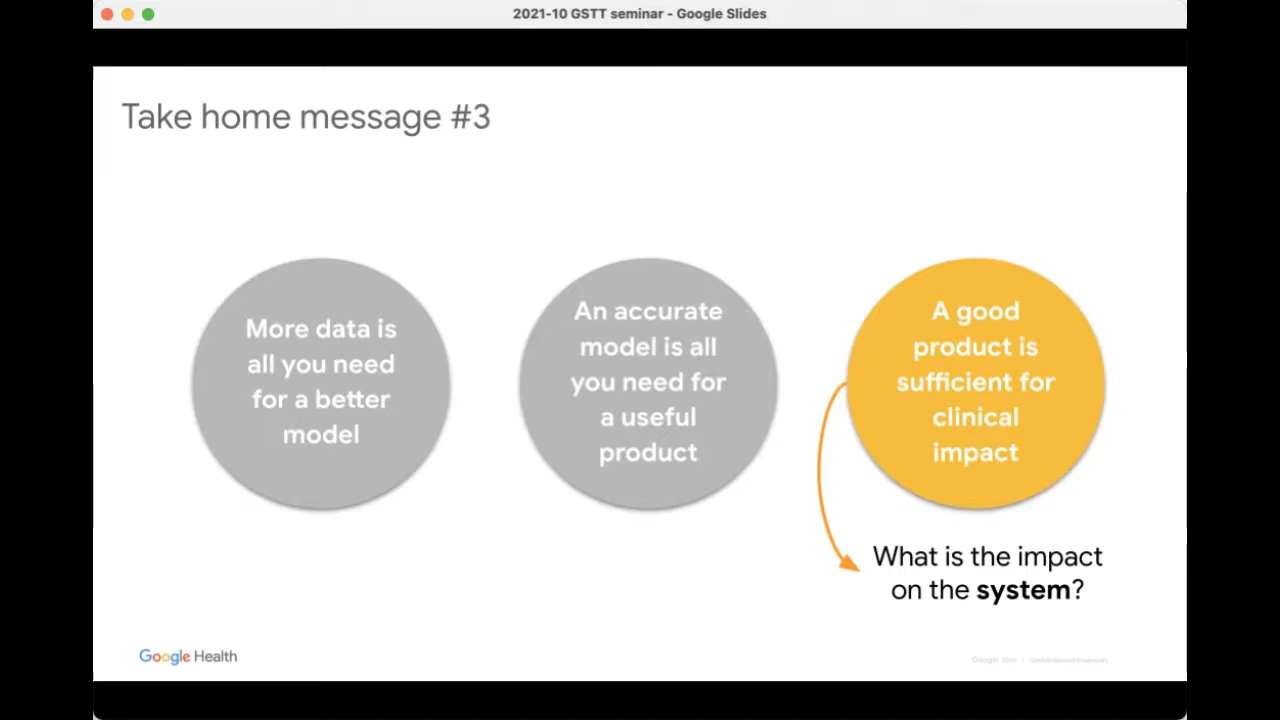 2021-10 GSTT seminar - Google Slides
Take home message #3
More data is
all you need
for a better
model
An accurate
model is all
you need for
a useful
product
A good
product is
sufficient for
clinical
impact
What is the impact
on the system?
Google Health
Google